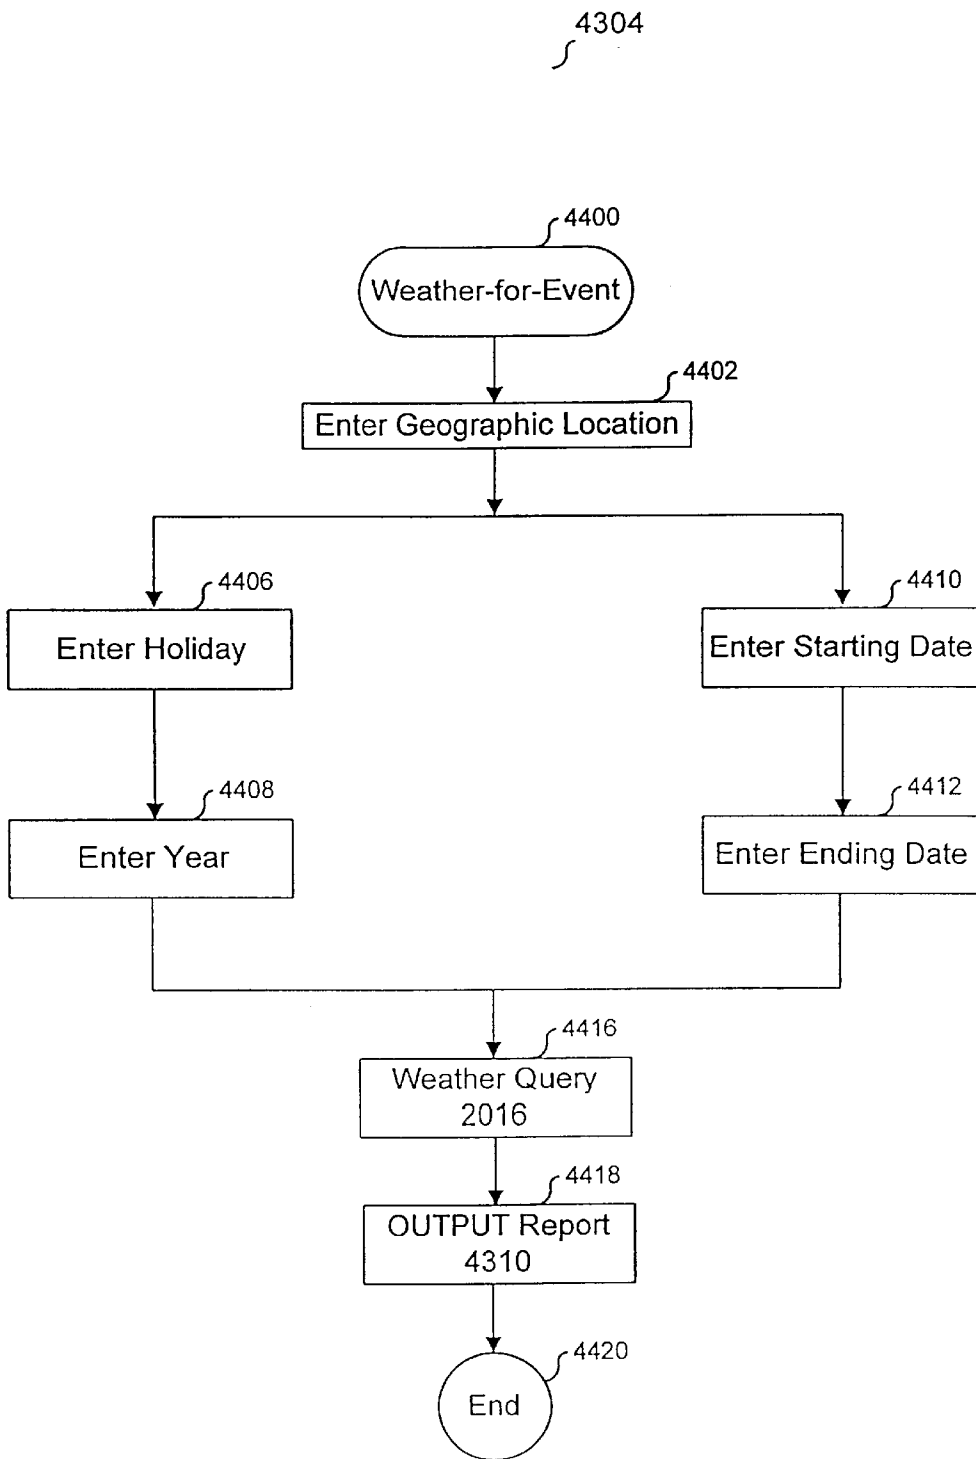 4304
4400
Weather-for-Event
4402
Enter Geographic Location
4406
Enter Holiday
4410
Enter Starting Date
4408
Enter Year
4412
Enter Ending Date
4416
Weather Query
2016
4418
OUTPUT Report
4310
4420
End